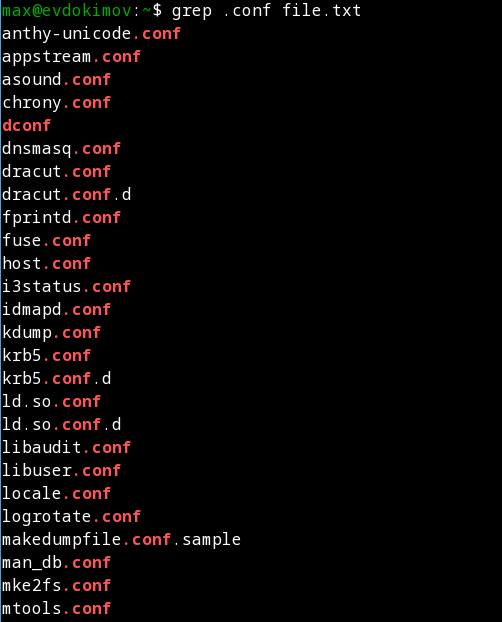 max@evdokimov:~$ grep .conf file.txt
anthy-unicode.conf
appstream.conf
asound.conf
chrony.conf
dconf
dnsmasq.conf
dracut.conf
dracut.conf.d
fprintd.conf
fuse.conf
host.conf
i3status.conf
idmapd.conf
kdump.conf
krb5.conf
krb5.conf.d
ld.so.conf
ld.so.conf.d
libaudit.conf
libuser.conf
locale.conf
logrotate.conf
makedumpfile.conf.sample
man_db.conf
mke2fs.conf
mtools.conf